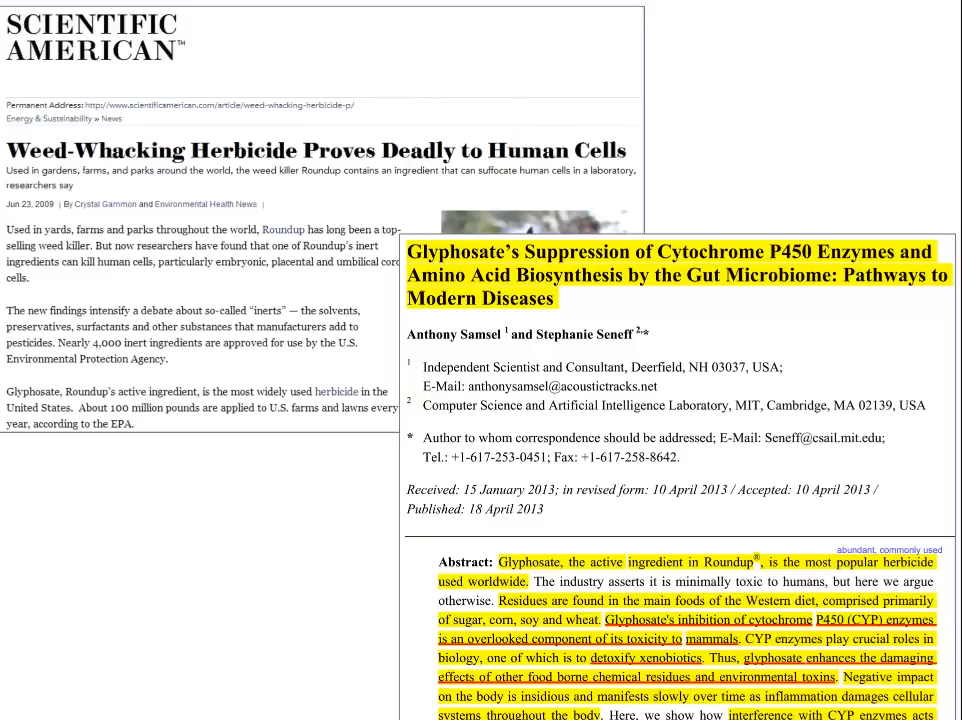 SCIENTIFIC
AMERICAN™
Permanent Address: http://www.scientificamerican.com/article/weed-whacking-herbicide-p/
Energy & Sustainability » News
Weed-Whacking Herbicide Proves Deadly to Human Cells
Used in gardens, farms, and parks around the world, the weed killer Roundup contains an ingredient that can suffocate human cells in a laboratory,
researchers say
Jun 23, 2009 | By Crystal Gammon and Environmental Health News |
Used in yards, farms and parks throughout the world, Roundup has long been a top-
selling weed killer. But now researchers have found that one of Roundup's inert
ingredients can kill human cells, particularly embryonic, placental and umbilical cord
cells.
The new findings intensify a debate about so-called “inerts” — the solvents,
preservatives, surfactants and other substances that manufacturers add to
pesticides. Nearly 4,000 inert ingredients are approved for use by the U.S.
Environmental Protection Agency.
Glyphosate, Roundup's active ingredient, is the most widely used herbicide in the
United States. About 100 million pounds are applied to U.S. farms and lawns every
year, according to the EPA.
Glyphosate’s Suppression of Cytochrome P450 Enzymes and
Amino Acid Biosynthesis by the Gut Microbiome: Pathways to
Modern Diseases
Anthony Samsel 1 and Stephanie Seneff 2,*
1 Independent Scientist and Consultant, Deerfield, NH 03037, USA;
E-Mail: anthonysamsel@acoustictracks.net
2 Computer Science and Artificial Intelligence Laboratory, MIT, Cambridge, MA 02139, USA
* Author to whom correspondence should be addressed; E-Mail: Seneff@csail.mit.edu;
Tel.: +1-617-253-0451; Fax: +1-617-258-8642.
Received: 15 January 2013; in revised form: 10 April 2013 / Accepted: 10 April 2013 /
Published: 18 April 2013
abundant, commonly used
Abstract: Glyphosate, the active ingredient in Roundup®, is the most popular herbicide
used worldwide. The industry asserts it is minimally toxic to humans, but here we argue
otherwise. Residues are found in the main foods of the Western diet, comprised primarily
of sugar, corn, soy and wheat. Glyphosate's inhibition of cytochrome P450 (CYP) enzymes
is an overlooked component of its toxicity to mammals. CYP enzymes play crucial roles in
biology, one of which is to detoxify xenobiotics. Thus, glyphosate enhances the damaging
effects of other food borne chemical residues and environmental toxins. Negative impact
on the body is insidious and manifests slowly over time as inflammation damages cellular
systems throughout the body. Here, we show how interference with CYP enzymes acts